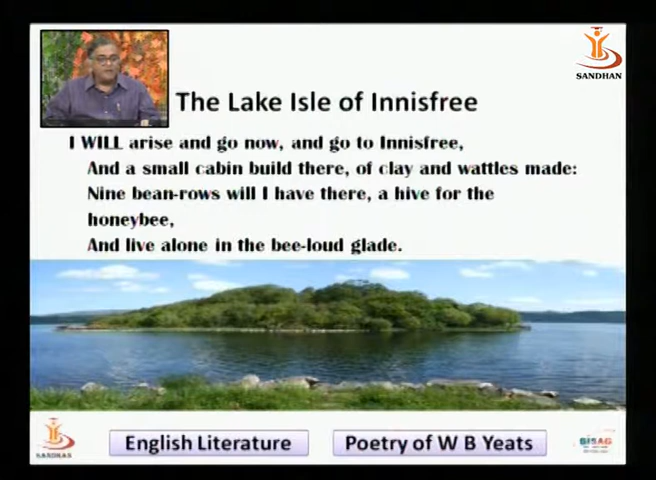 SANDHAN
The Lake Isle of Innisfree
I WILL arise and go now, and go to Innisfree,
And a small cabin build there, of clay and wattles made:
Nine bean-rows will I have there, a hive for the
honeybee,
And live alone in the bee-loud glade.
SANDHAN
English Literature
Poetry of W B Yeats
BISAG